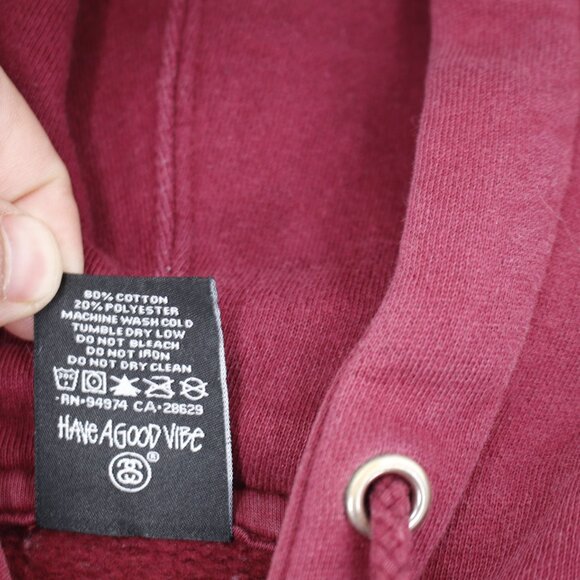 80% COTTON
20% POLYESTER
MACHINE WASH COLD
TUMBLE DRY LOW
DO NOT BLEACH
DO NOT IRON
DO NOT DRY CLEAN
-RN-94974 CA-28629
HAVE A GOOD VIBE
®